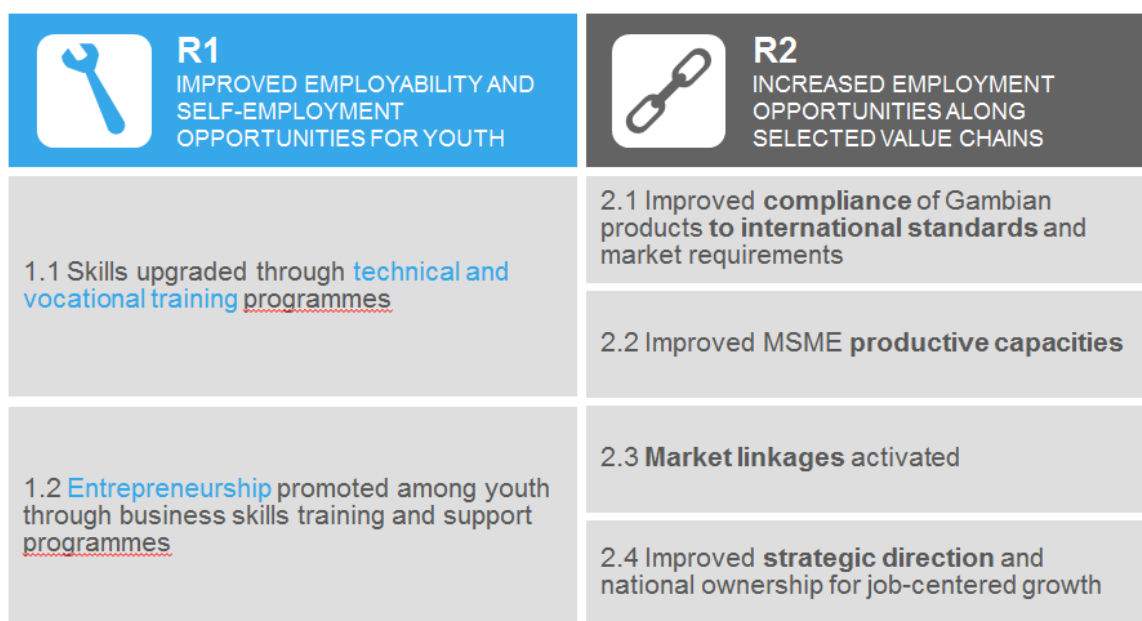 R1
IMPROVED EMPLOYABILITY AND
SELF-EMPLOYMENT
OPPORTUNITIES FOR YOUTH
1.1 Skills upgraded through technical and
vocational training programmes
1.2 Entrepreneurship promoted among youth
through business skills training and support
programmes
R2
INCREASED EMPLOYMENT
OPPORTUNITIES ALONG
SELECTED VALUE CHAINS
2.1 Improved compliance of Gambian
products to international standards and
market requirements
2.2 Improved MSME productive capacities
2.3 Market linkages activated
2.4 Improved strategic direction and
national ownership for job-centered growth